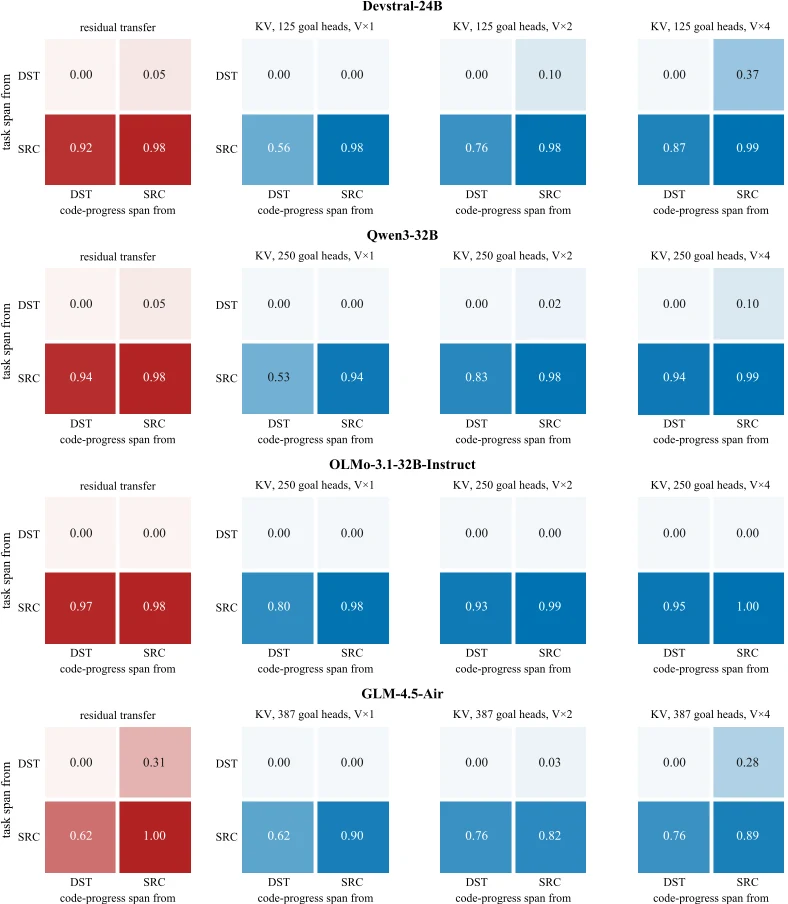 Devstral-24B
residual transfer
KV, 125 goal heads, V×1
KV, 125 goal heads, V×2
KV, 125 goal heads, V×4
task span from
DST 0.00 0.05
DST 0.00 0.00
0.00 0.10
0.00 0.37
SRC 0.92 0.98
SRC 0.56 0.98
0.76 0.98
0.87 0.99
DST SRC
DST SRC
DST SRC
DST SRC
code-progress span from
code-progress span from
code-progress span from
code-progress span from
Qwen3-32B
residual transfer
KV, 250 goal heads, V×1
KV, 250 goal heads, V×2
KV, 250 goal heads, V×4
task span from
DST 0.00 0.05
DST 0.00 0.00
0.00 0.02
0.00 0.10
SRC 0.94 0.98
SRC 0.53 0.94
0.83 0.98
0.94 0.99
DST SRC
DST SRC
DST SRC
DST SRC
code-progress span from
code-progress span from
code-progress span from
code-progress span from
OLMo-3.1-32B-Instruct
residual transfer
KV, 250 goal heads, V×1
KV, 250 goal heads, V×2
KV, 250 goal heads, V×4
task span from
DST 0.00 0.00
DST 0.00 0.00
0.00 0.00
0.00 0.00
SRC 0.97 0.98
SRC 0.80 0.98
0.93 0.99
0.95 1.00
DST SRC
DST SRC
DST SRC
DST SRC
code-progress span from
code-progress span from
code-progress span from
code-progress span from
GLM-4.5-Air
residual transfer
KV, 387 goal heads, V×1
KV, 387 goal heads, V×2
KV, 387 goal heads, V×4
task span from
DST 0.00 0.31
DST 0.00 0.00
0.00 0.03
0.00 0.28
SRC 0.62 1.00
SRC 0.62 0.90
0.76 0.82
0.76 0.89
DST SRC
DST SRC
DST SRC
DST SRC
code-progress span from
code-progress span from
code-progress span from
code-progress span from